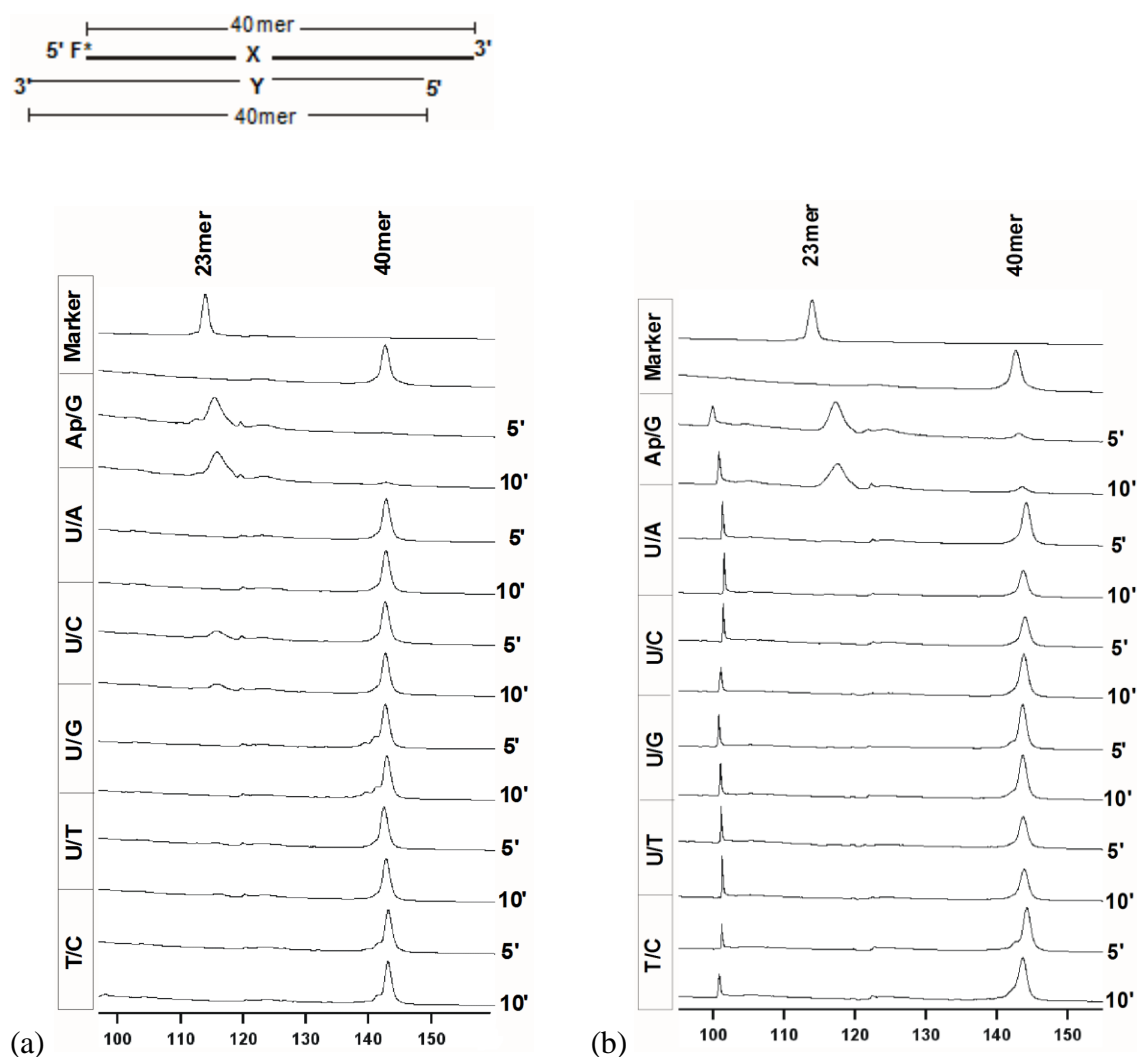 40mer
5' F* X 3'
3' Y 5'
40mer
23mer 40mer
Marker
Ap/G 5'
10'
U/A 5'
10'
U/C 5'
10'
U/G 5'
10'
U/T 5'
10'
T/C 5'
10'
(a) 100 110 120 130 140 150
23mer 40mer
Marker
Ap/G 5'
10'
U/A 5'
10'
U/C 5'
10'
U/G 5'
10'
U/T 5'
10'
T/C 5'
10'
(b) 100 110 120 130 140 150